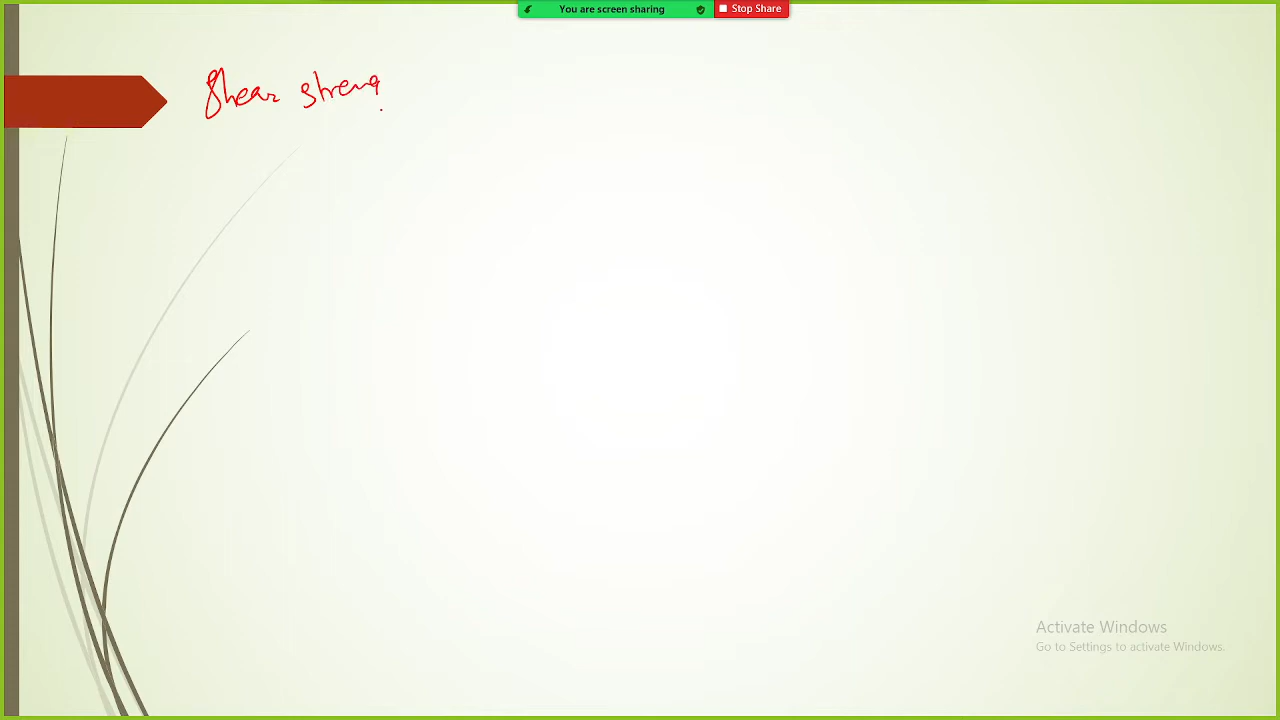 You are screen sharing
Stop Share
Shear streng
Activate Windows
Go to Settings to activate Windows.